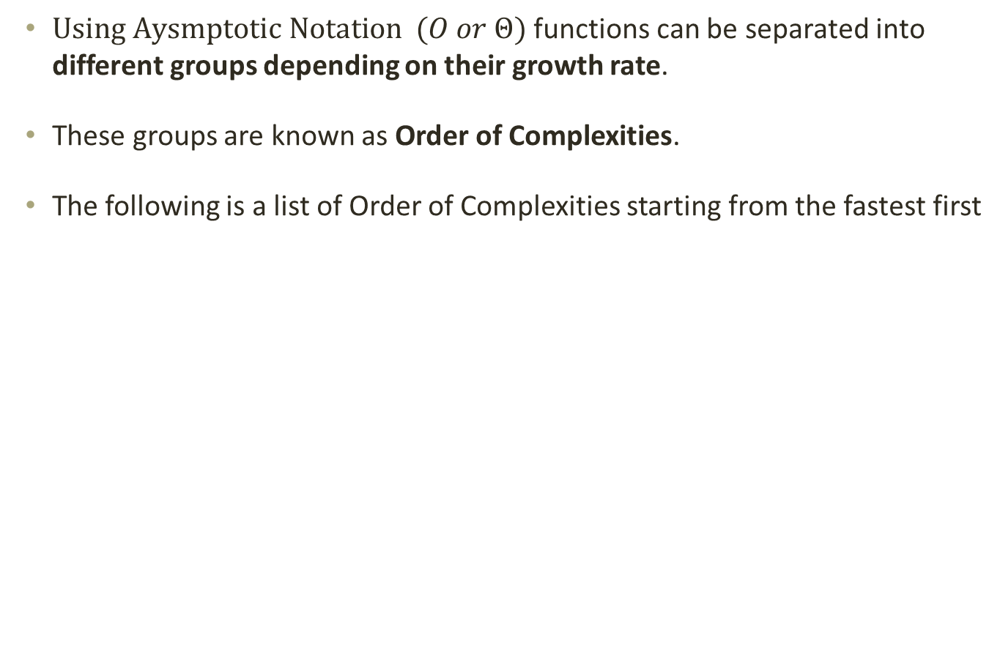 • Using Aysmptotic Notation (O or Θ) functions can be separated into
different groups depending on their growth rate.
• These groups are known as Order of Complexities.
• The following is a list of Order of Complexities starting from the fastest first